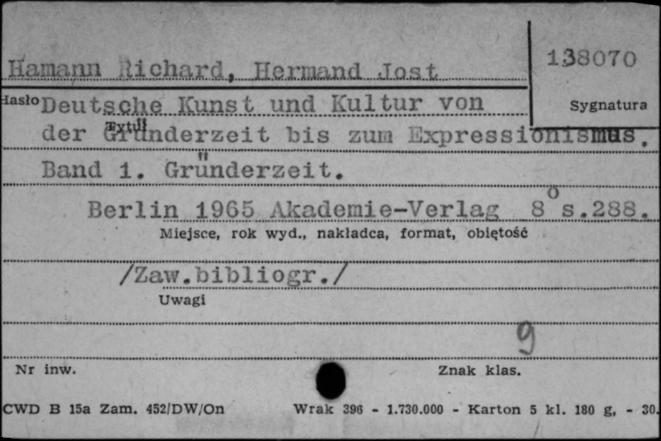 138070
Hamann Richard, Hermand Jost
Hasło Deutsche Kunst und Kultur von
Sygnatura
der Gründerzeit bis zum Expressionismus.
Band 1. Gründerzeit.
Berlin 1965 Akademie-Verlag 8° s.288.
Miejsce, rok wyd., nakładca, format, objętość
/Zaw.bibliogr./
Uwagi
9
Nr inw.
Znak klas.
CWD B 15a Zam. 452/DW/On Wrak 396 - 1.730.000 - Karton 5 kl. 180 g, - 30.